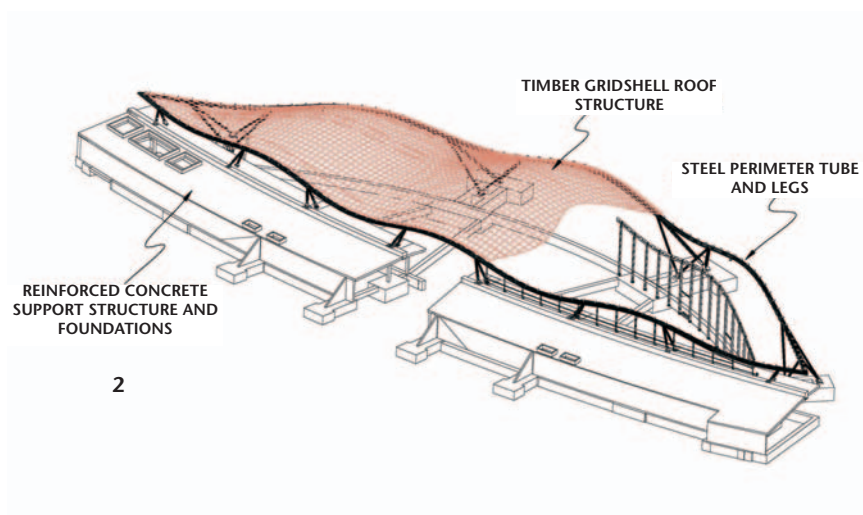 TIMBER GRIDSHELL ROOF
STRUCTURE
STEEL PERIMETER TUBE
AND LEGS
REINFORCED CONCRETE
SUPPORT STRUCTURE AND
FOUNDATIONS
2